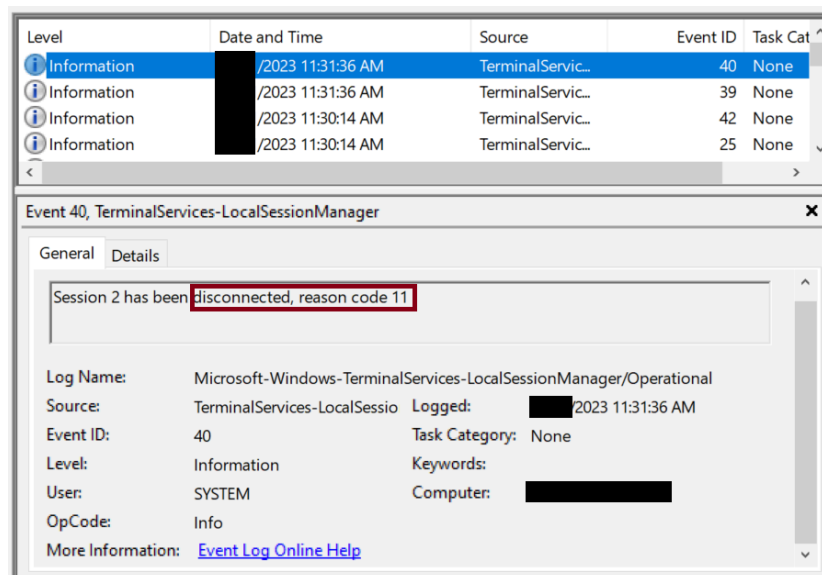 Level Date and Time Source Event ID Task Cat
Information /2023 11:31:36 AM TerminalServic... 40 None
Information /2023 11:31:36 AM TerminalServic... 39 None
Information /2023 11:30:14 AM TerminalServic... 42 None
Information /2023 11:30:14 AM TerminalServic... 25 None
Event 40, TerminalServices-LocalSessionManager
General Details
Session 2 has been disconnected, reason code 11
Log Name: Microsoft-Windows-TerminalServices-LocalSessionManager/Operational
Source: TerminalServices-LocalSessio Logged: /2023 11:31:36 AM
Event ID: 40 Task Category: None
Level: Information Keywords:
User: SYSTEM Computer:
OpCode: Info
More Information: Event Log Online Help